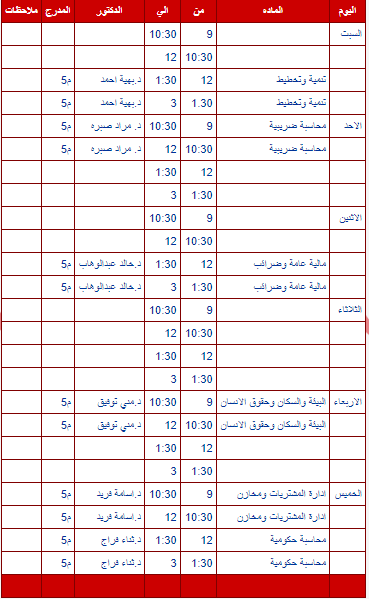 اليوم الماده من الي الدكتور المدرج ملاحظات
السبت 9 10:30
10:30 12
تنمية وتخطيط 12 1:30 د.بهية احمد م5
تنمية وتخطيط 1:30 3 د.بهية احمد م5
الاحد محاسبة ضريبية 9 10:30 د. مراد صبره م5
محاسبة ضريبية 10:30 12 د. مراد صبره م5
12 1:30
1:30 3
الاثنين 9 10:30
10:30 12
مالية عامة وضرائب 12 1:30 د.خالد عبدالوهاب م5
مالية عامة وضرائب 1:30 3 د.خالد عبدالوهاب م5
الثلاثاء 9 10:30
10:30 12
12 1:30
1:30 3
الاربعاء البيئة والسكان وحقوق الانسان 9 10:30 د.مني توفيق م5
البيئة والسكان وحقوق الانسان 10:30 12 د.مني توفيق م5
12 1:30
1:30 3
الخميس ادارة المشتريات ومخازن 9 10:30 د.اسامة فريد م5
ادارة المشتريات ومخازن 10:30 12 د.اسامة فريد م5
محاسبة حكومية 12 1:30 د.ثناء فراج م5
محاسبة حكومية 1:30 3 د.ثناء فراج م5